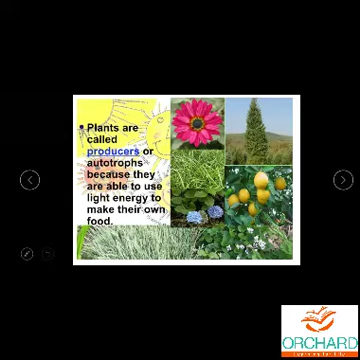 • Plants are
called
producers or
autotrophs
because they
are able to use
light energy to
make their own
food.
ORCHARD